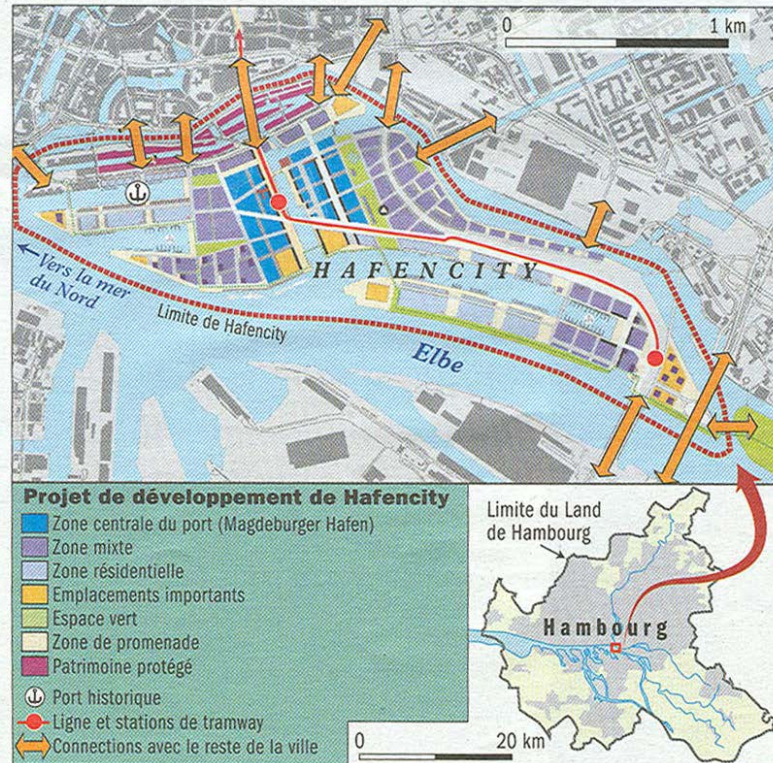 0 1 km
HAFENCITY
← Vers la mer
du Nord
Limite de Hafencity
Elbe
Projet de développement de Hafencity
Zone centrale du port (Magdeburger Hafen)
Zone mixte
Zone résidentielle
Emplacements importants
Espace vert
Zone de promenade
Patrimoine protégé
Port historique
Ligne et stations de tramway
Connections avec le reste de la ville
Limite du Land
de Hambourg
Hambourg
0 20 km